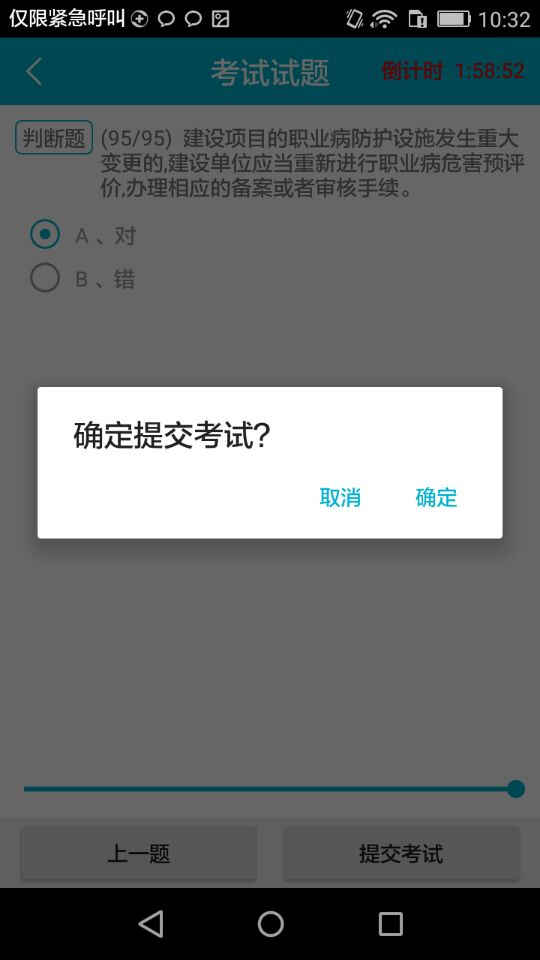 仅限紧急呼叫 10:32
考试试题 倒计时 1:58:52
判断题 (95/95) 建设项目的职业病防护设施发生重大
变更的,建设单位应当重新进行职业病危害预评
价,办理相应的备案或者审核手续。
A 、对
B 、错
确定提交考试?
取消 确定
上一题 提交考试